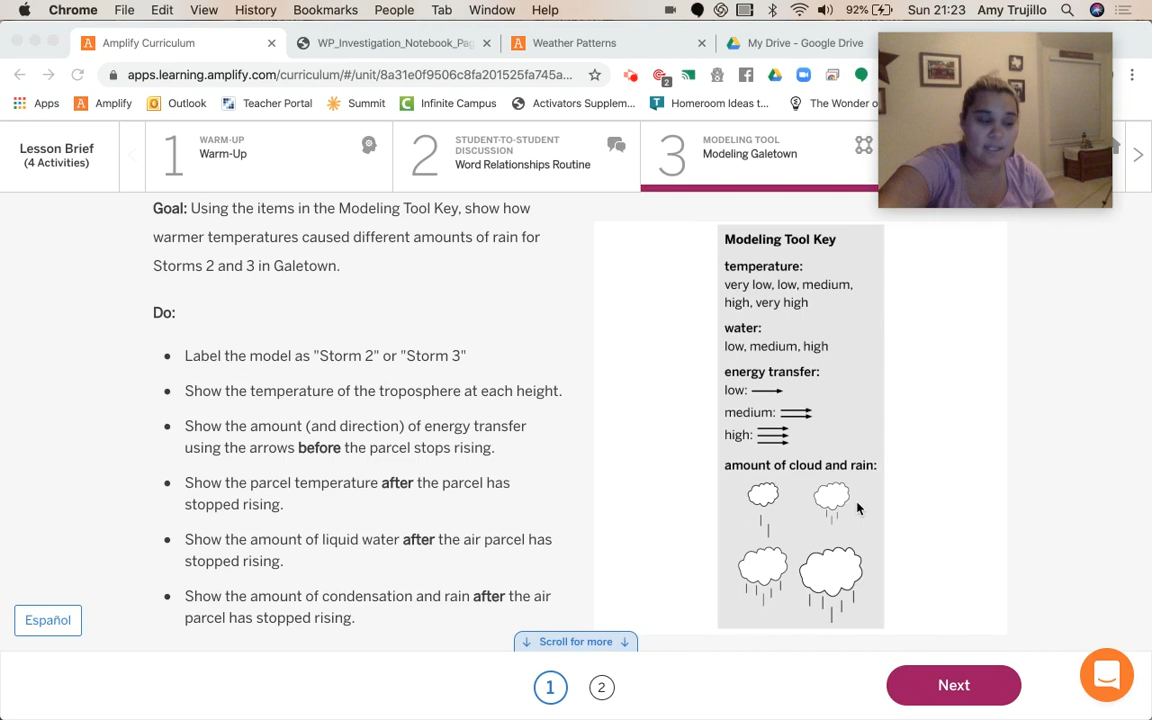 Chrome File Edit View History Bookmarks People Tab Window Help 92% Sun 21:23 Amy Trujillo
Amplify Curriculum WP_Investigation_Notebook_Pag Weather Patterns My Drive - Google Drive
apps.learning.amplify.com/curriculum/#/unit/8a31e0f9506c8fa201525fa745a... 2
Apps Amplify Outlook Teacher Portal Summit Infinite Campus Activators Supplem... Homeroom Ideas t... The Wonder o
Lesson Brief
(4 Activities)
1 WARM-UP
Warm-Up
2 STUDENT-TO-STUDENT
DISCUSSION
Word Relationships Routine
3 MODELING TOOL
Modeling Galetown
Goal: Using the items in the Modeling Tool Key, show how
warmer temperatures caused different amounts of rain for
Storms 2 and 3 in Galetown.
Do:
Label the model as "Storm 2" or "Storm 3"
Show the temperature of the troposphere at each height.
Show the amount (and direction) of energy transfer
using the arrows before the parcel stops rising.
Show the parcel temperature after the parcel has
stopped rising.
Show the amount of liquid water after the air parcel has
stopped rising.
Show the amount of condensation and rain after the air
parcel has stopped rising.
Modeling Tool Key
temperature:
very low, low, medium,
high, very high
water:
low, medium, high
energy transfer:
low:
medium:
high:
amount of cloud and rain:
Español
Scroll for more
1 2
Next